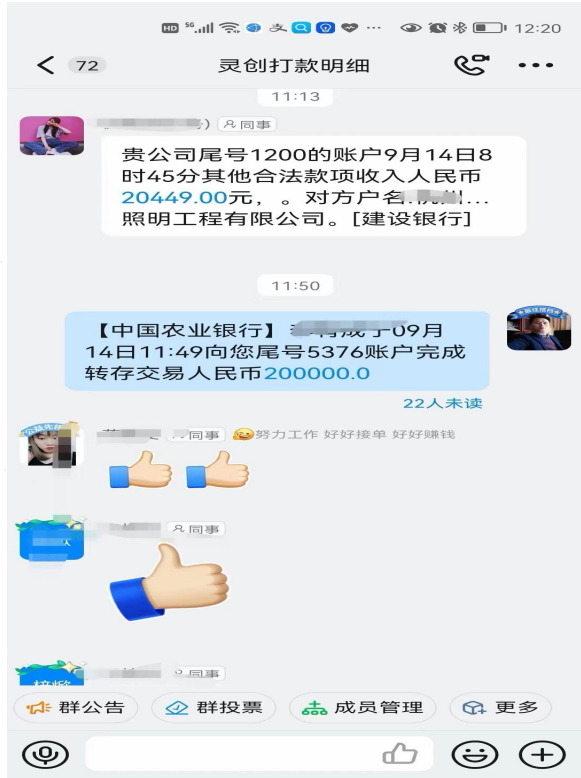 HD 5G 支 12:20
72 灵创打款明细
11:13
) 同事
贵公司尾号1200的账户9月14日8
时45分其他合法款项收入人民币
20449.00元，。对方户名:杭州...
照明工程有限公司。[建设银行]
11:50
【中国农业银行】 于09月
14日11:49向您尾号5376账户完成
转存交易人民币200000.0
22人未读
同事 努力工作 好好接单 好好赚钱
同事
同事
群公告 群投票 成员管理 更多